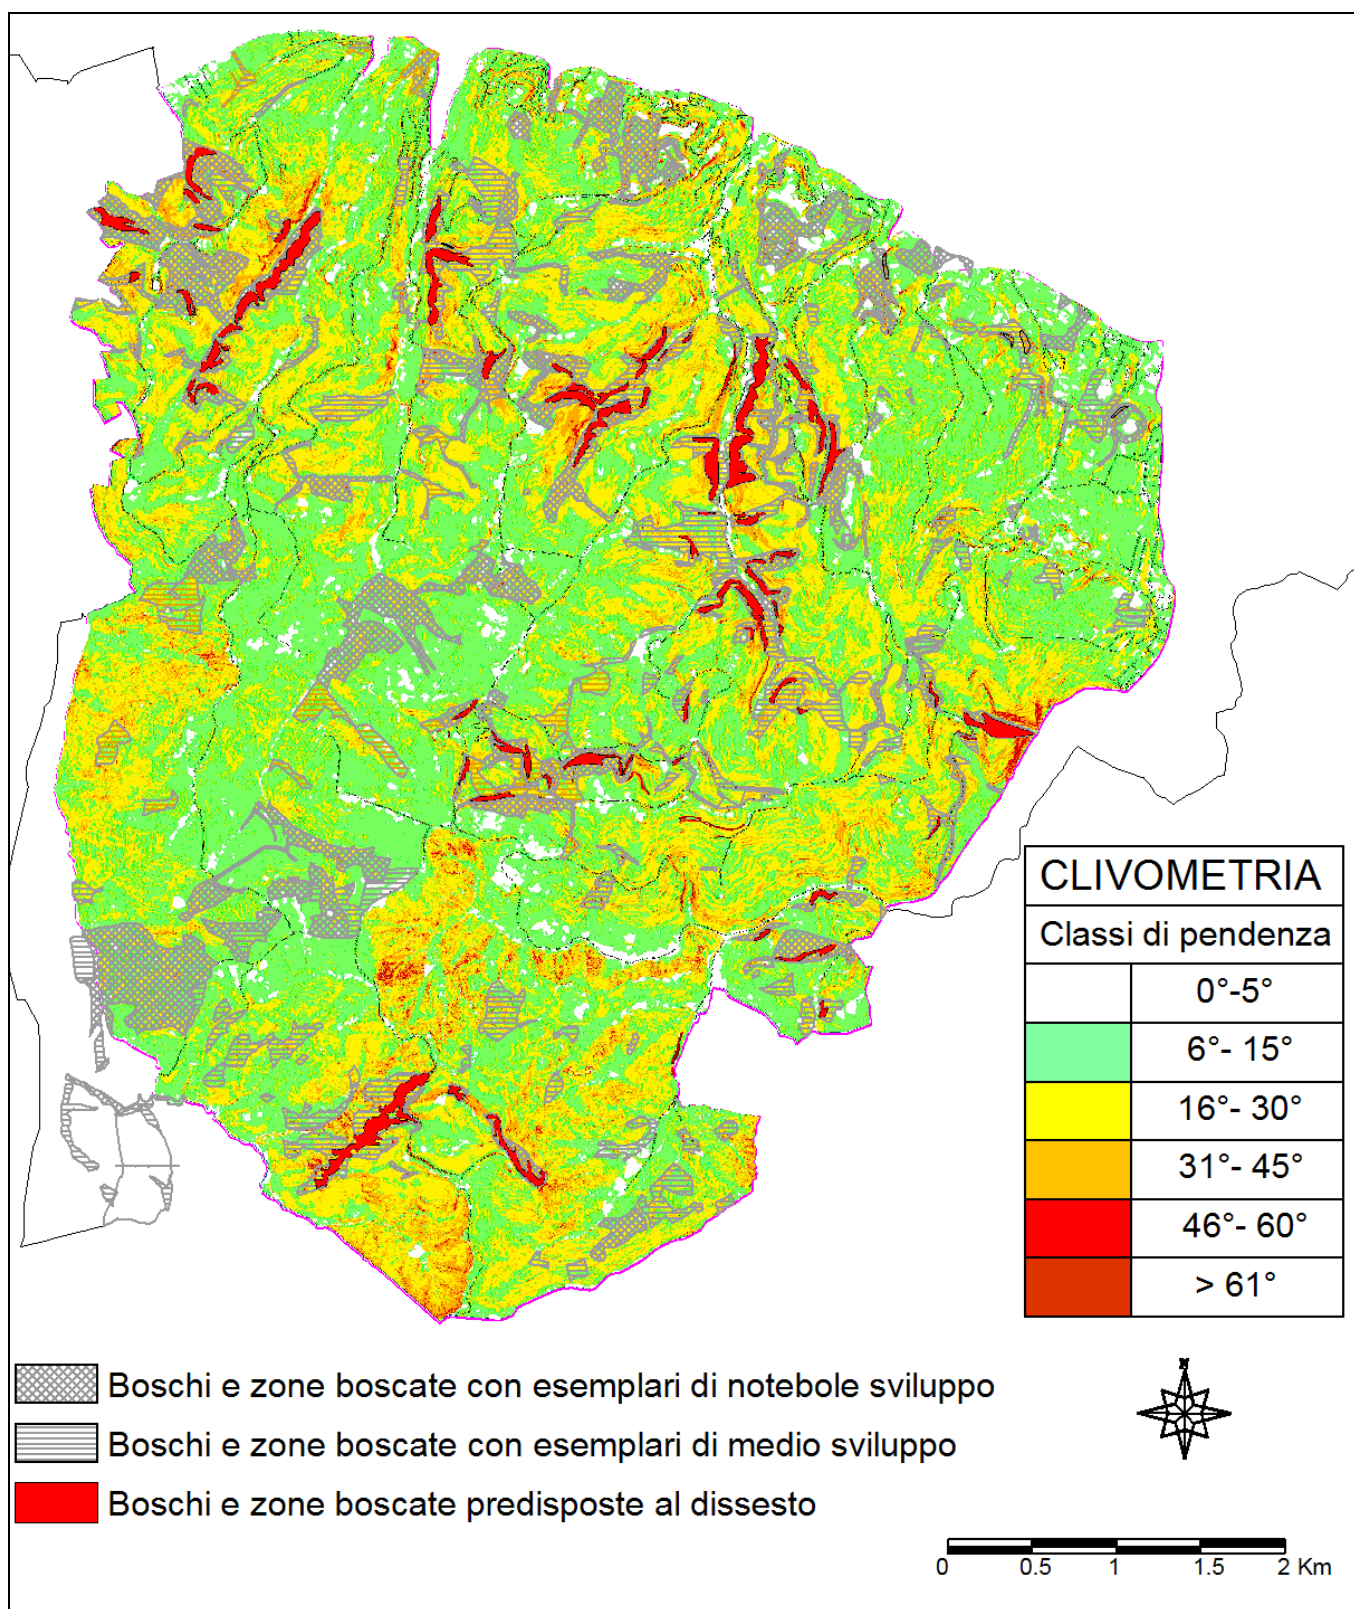 CLIVOMETRIA
Classi di pendenza
0°-5°
6°- 15°
16°- 30°
31°- 45°
46°- 60°
> 61°
Boschi e zone boscate con esemplari di notebole sviluppo
Boschi e zone boscate con esemplari di medio sviluppo
Boschi e zone boscate predisposte al dissesto
N
0 0.5 1 1.5 2 Km